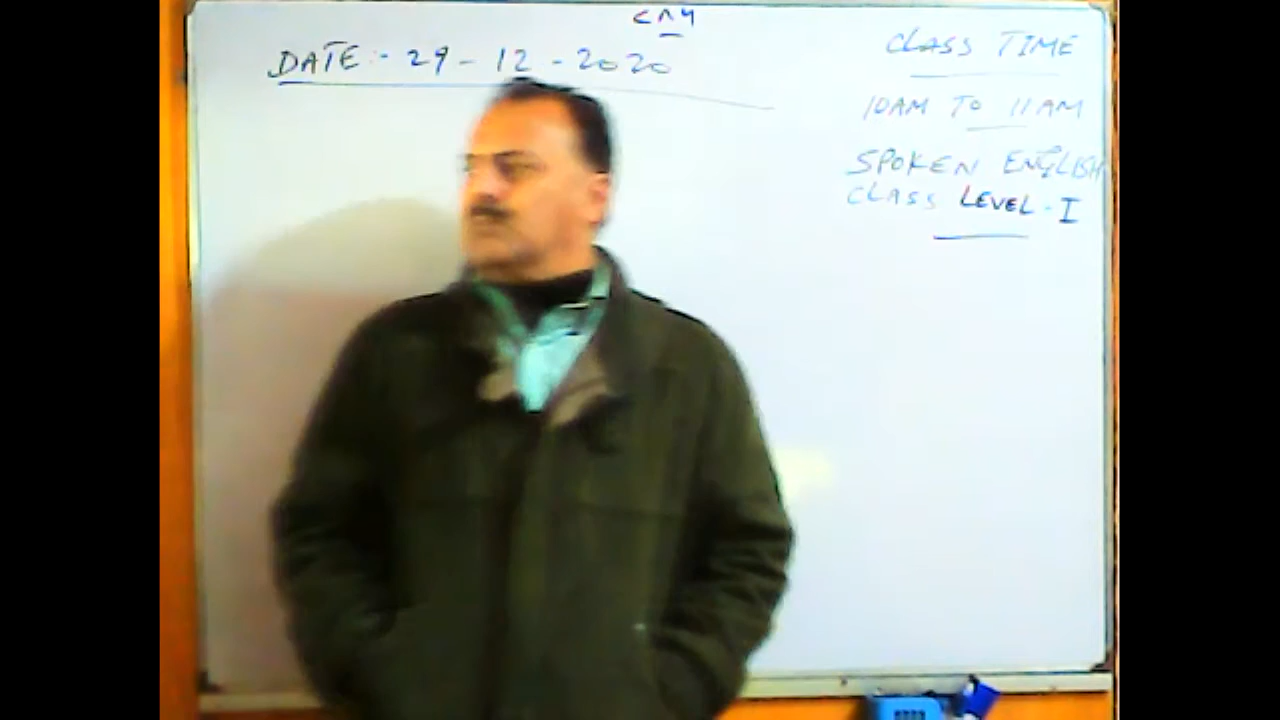 DATE :- 29 - 12 - 2020
CLASS TIME
10AM TO 11AM
SPOKEN ENGLISH
CLASS LEVEL - I